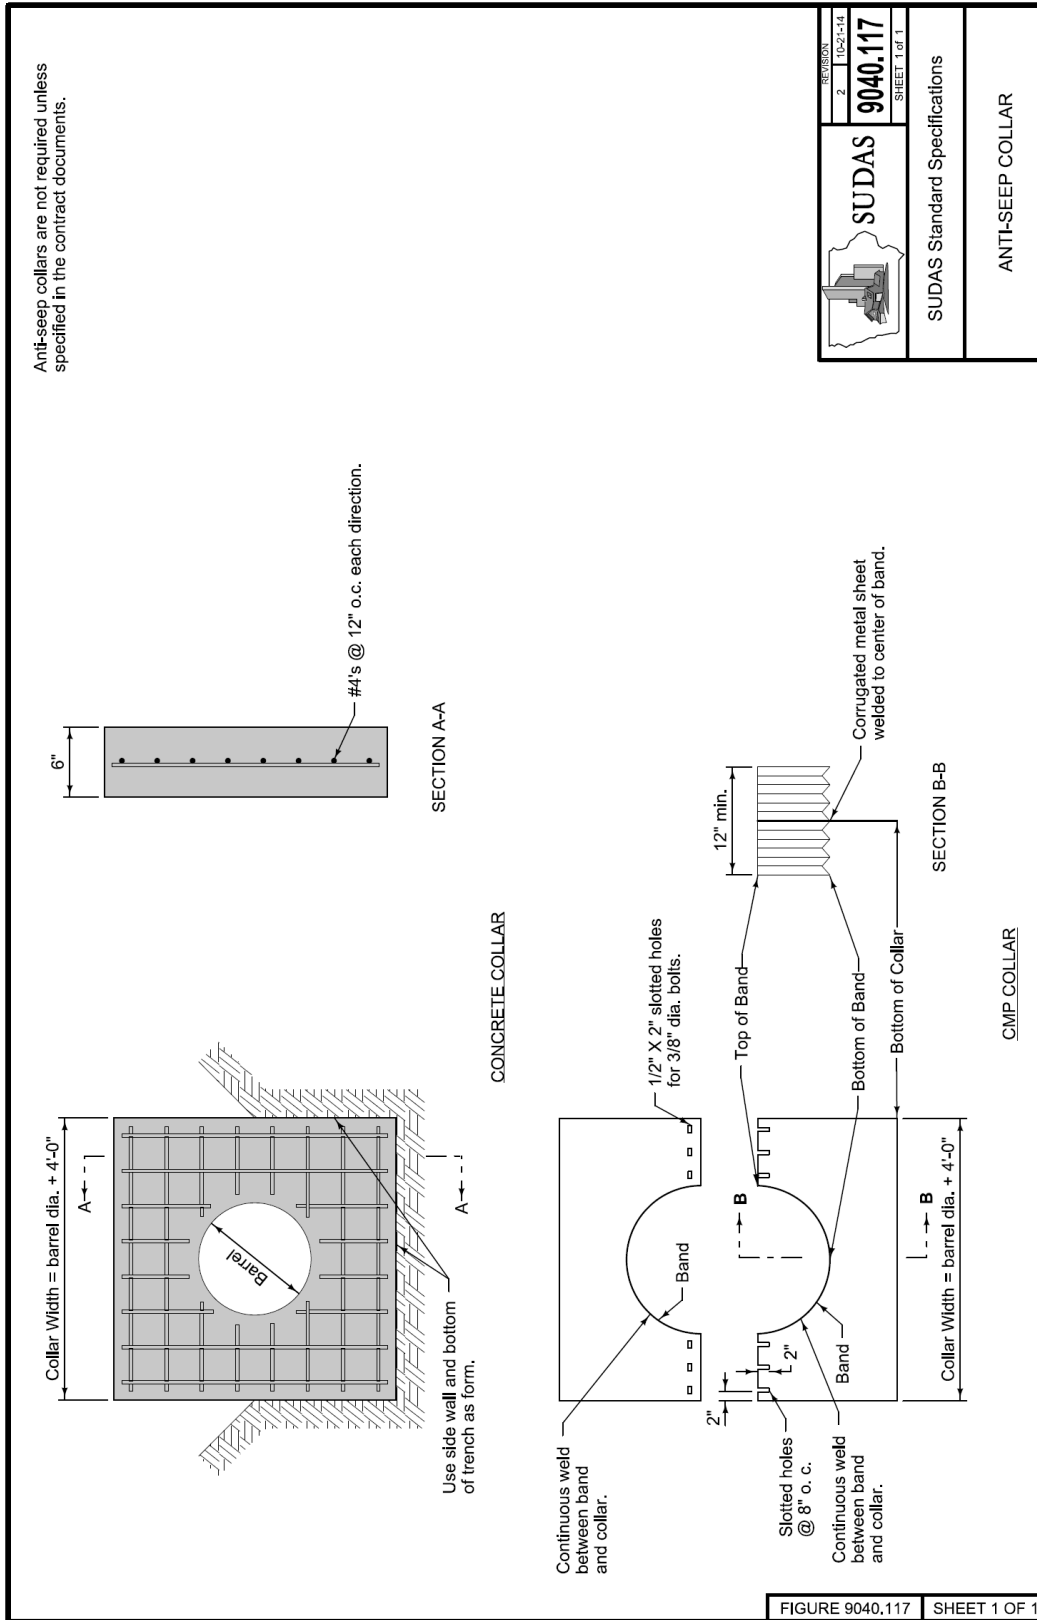 Anti-seep collars are not required unless
specified in the contract documents.
Collar Width = barrel dia. + 4'-0"
A
A
Barrel
Use side wall and bottom
of trench as form.
6"
#4's @ 12" o.c. each direction.
SECTION A-A
CONCRETE COLLAR
Continuous weld
between band
and collar.
Band
1/2" X 2" slotted holes
for 3/8" dia. bolts.
2"
2"
Slotted holes
@ 8" o. c.
Continuous weld
between band
and collar.
Band
B
B
Collar Width = barrel dia. + 4'-0"
Top of Band
Bottom of Band
Bottom of Collar
12" min.
Corrugated metal sheet
welded to center of band.
SECTION B-B
CMP COLLAR
SUDAS
REVISION
2 10-21-14
9040.117
SHEET 1 of 1
SUDAS Standard Specifications
ANTI-SEEP COLLAR
FIGURE 9040.117 SHEET 1 OF 1